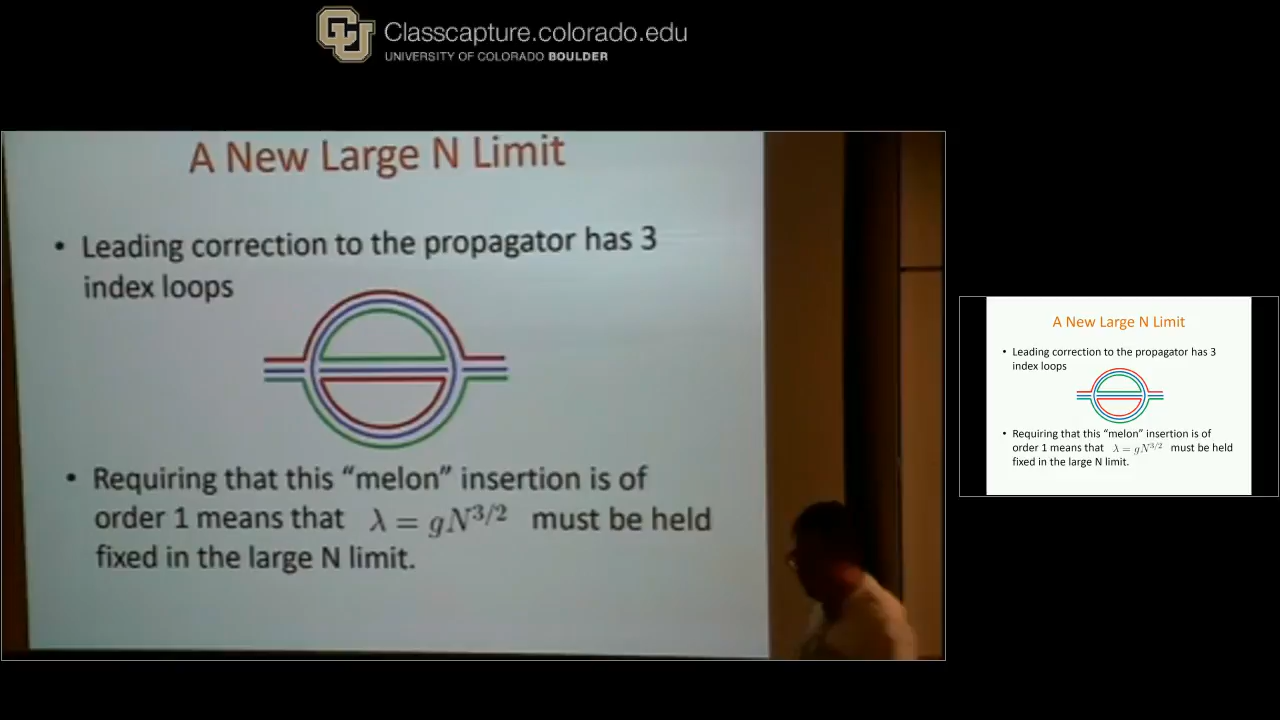 Classcapture.colorado.edu
UNIVERSITY OF COLORADO BOULDER
A New Large N Limit
• Leading correction to the propagator has 3
index loops
• Requiring that this “melon” insertion is of
order 1 means that λ = gN^{3/2} must be held
fixed in the large N limit.
A New Large N Limit
• Leading correction to the propagator has 3
index loops
• Requiring that this “melon” insertion is of
order 1 means that λ = gN^{3/2} must be held
fixed in the large N limit.